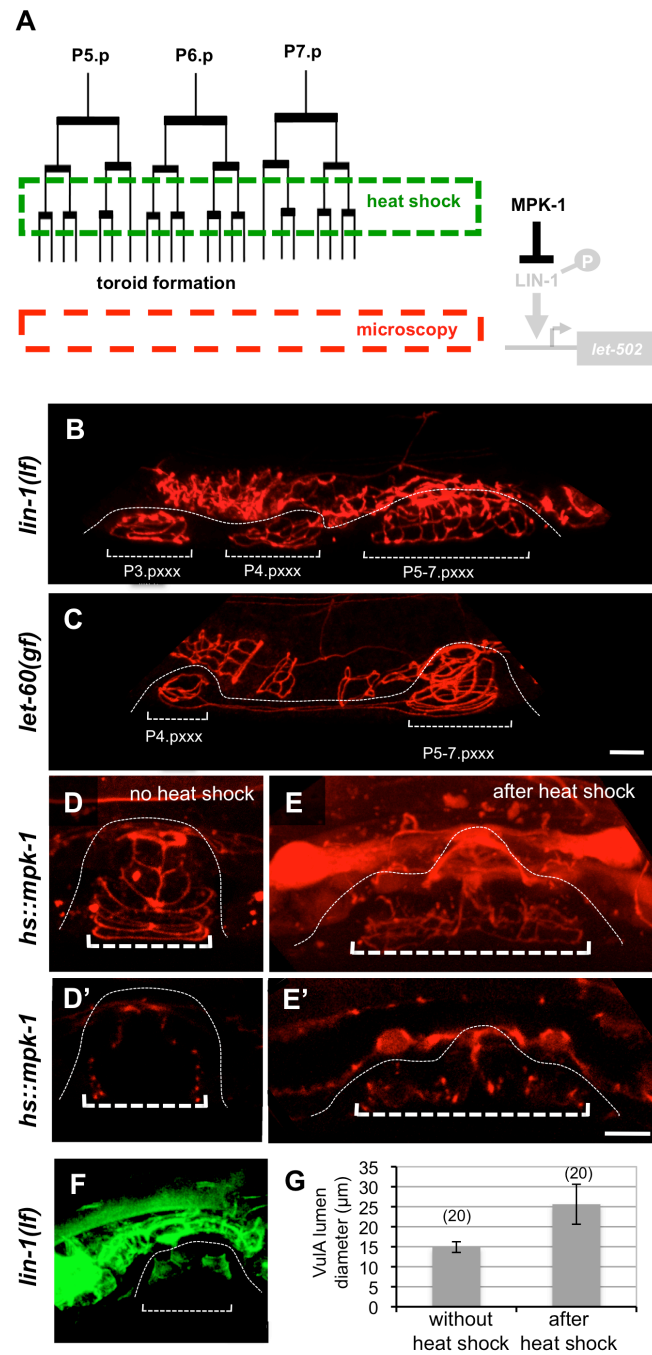 A
P5.p P6.p P7.p
heat shock
toroid formation
microscopy
MPK-1
LIN-1 P
let-502
B
lin-1(lf)
P3.pxxx P4.pxxx P5-7.pxxx
C
let-60(gf)
P4.pxxx P5-7.pxxx
D no heat shock
E after heat shock
hs::mpk-1
D' E'
hs::mpk-1
F
lin-1(lf)
G
VulA lumen
diameter (µm)
35
30
25
20
15
10
5
0
(20) (20)
without
heat shock
after
heat shock